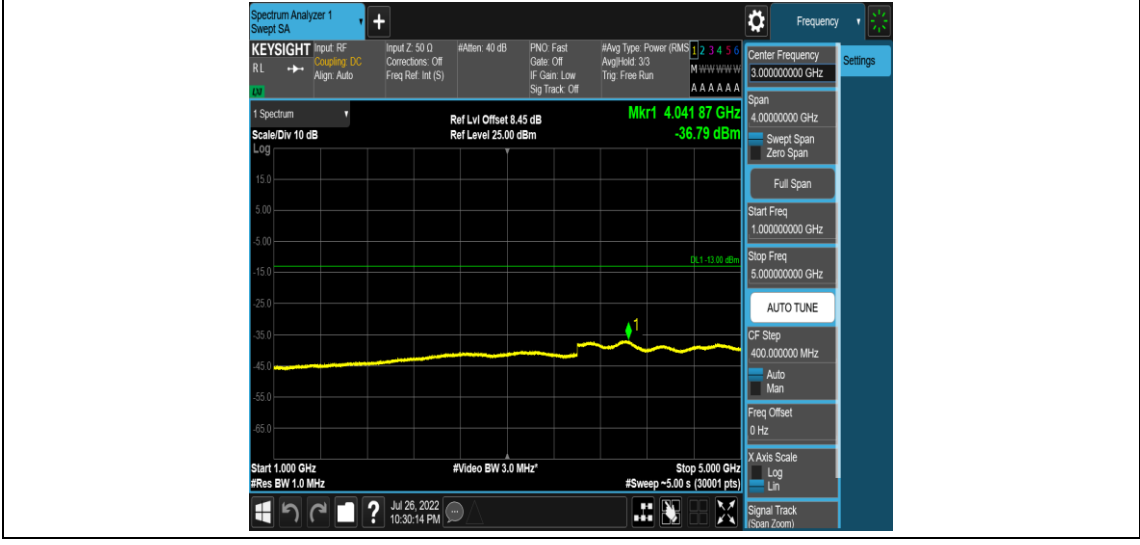 Spectrum Analyzer 1
Swept SA
+
Frequency
KEYSIGHT
RL
Input: RF
Coupling: DC
Align: Auto
Input Z: 50 Ω
Corrections: Off
Freq Ref: Int (S)
#Atten: 40 dB
PNO: Fast
Gate: Off
IF Gain: Low
Sig Track: Off
#Avg Type: Power (RMS
Avg|Hold: 3/3
Trig: Free Run
1 2 3 4 5 6
M W W W W W
A A A A A A
1 Spectrum
Scale/Div 10 dB
Log
Ref Lvl Offset 8.45 dB
Ref Level 25.00 dBm
Mkr1 4.041 87 GHz
-36.79 dBm
15.0
5.00
-5.00
-15.0
-25.0
-35.0
-45.0
-55.0
-65.0
DL1 -13.00 dBm
1
Start 1.000 GHz
#Res BW 1.0 MHz
#Video BW 3.0 MHz*
Stop 5.000 GHz
#Sweep ~5.00 s (30001 pts)
?
Jul 26, 2022
10:30:14 PM
Center Frequency
3.000000000 GHz
Settings
Span
4.00000000 GHz
Swept Span
Zero Span
Full Span
Start Freq
1.000000000 GHz
Stop Freq
5.000000000 GHz
AUTO TUNE
CF Step
400.000000 MHz
Auto
Man
Freq Offset
0 Hz
X Axis Scale
Log
Lin
Signal Track
(Span Zoom)